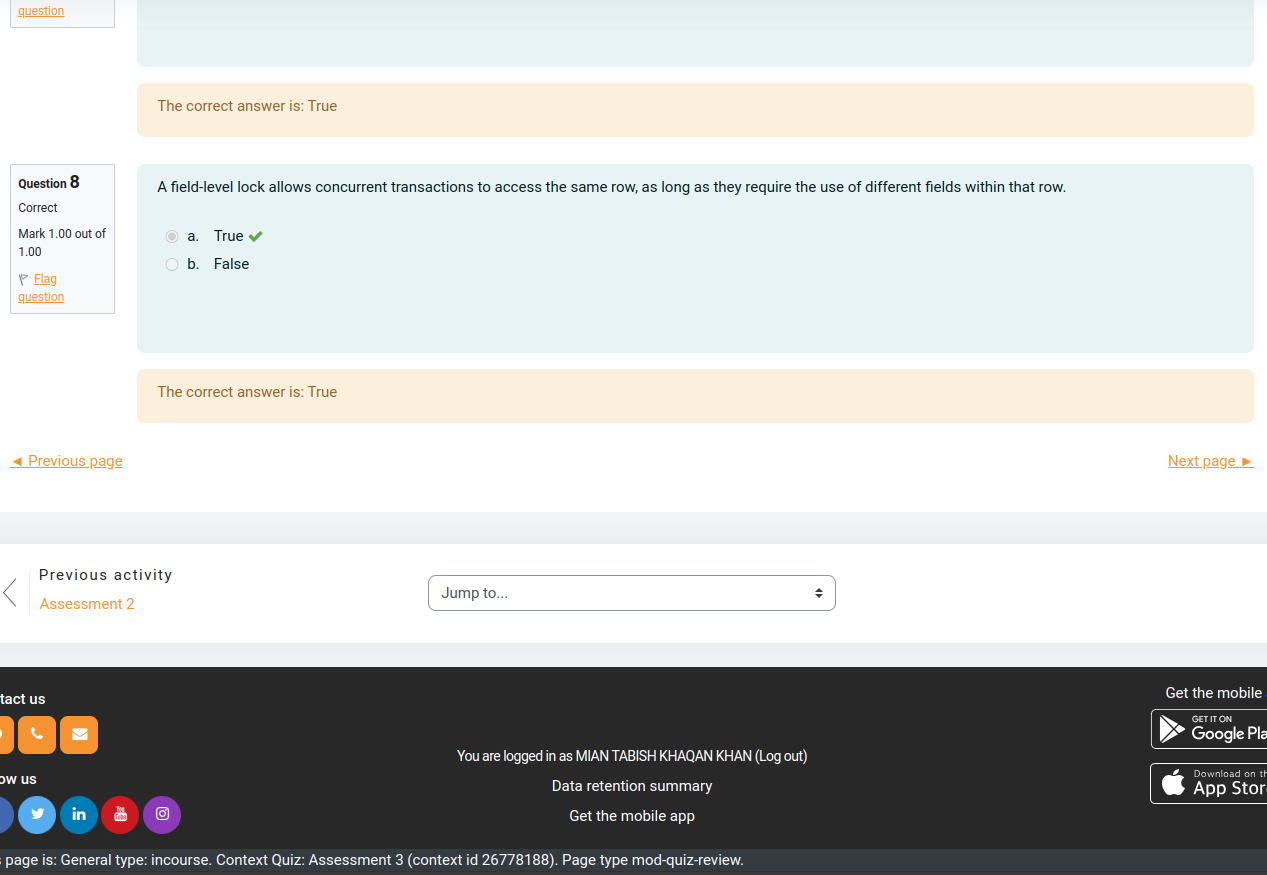 question
The correct answer is: True
Question 8
Correct
Mark 1.00 out of
1.00
Flag
question
A field-level lock allows concurrent transactions to access the same row, as long as they require the use of different fields within that row.
a. True
b. False
The correct answer is: True
◄ Previous page
Next page ►
Previous activity
Assessment 2
Jump to...
tact us
ow us
You
Tube
You are logged in as MIAN TABISH KHAQAN KHAN (Log out)
Data retention summary
Get the mobile app
Get the mobile
GET IT ON
Google Pla
Download on th
App Stor
s page is: General type: incourse. Context Quiz: Assessment 3 (context id 26778188). Page type mod-quiz-review.